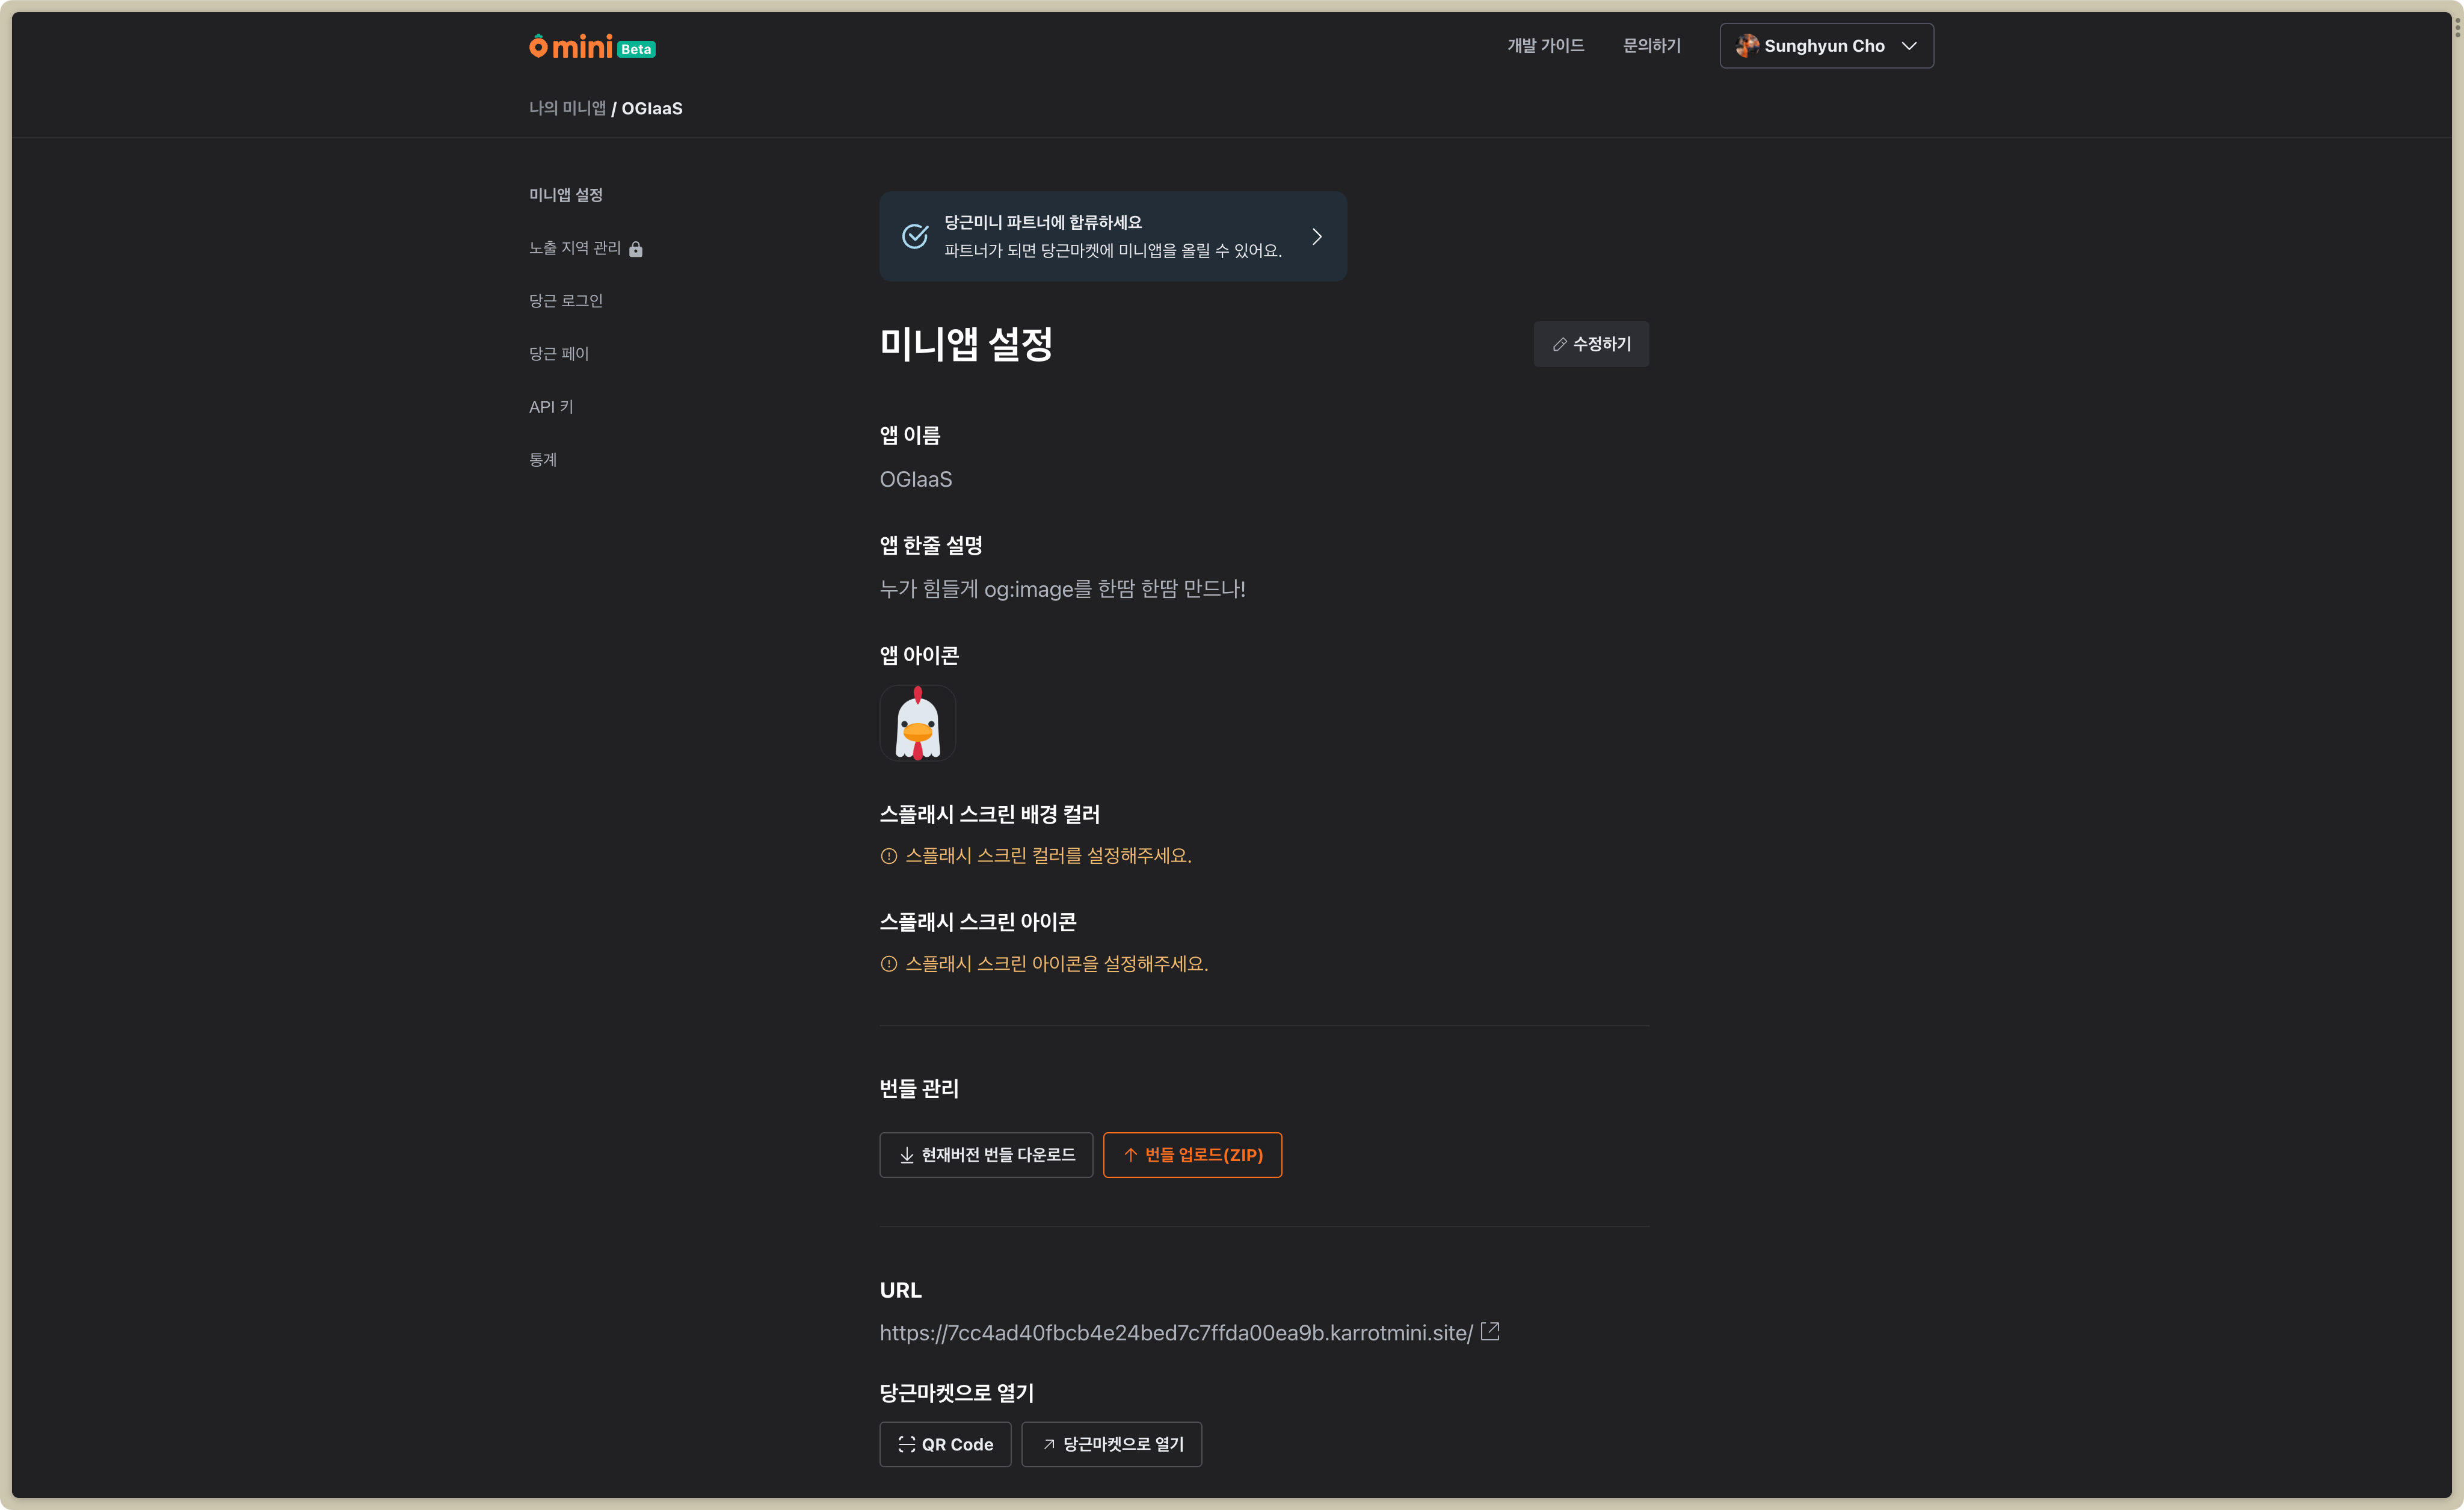 mini Beta
개발 가이드
문의하기
Sunghyun Cho
나의 미니앱 / OGIaaS
미니앱 설정
노출 지역 관리
당근 로그인
당근 페이
API 키
통계
당근미니 파트너에 합류하세요
파트너가 되면 당근마켓에 미니앱을 올릴 수 있어요.
미니앱 설정
수정하기
앱 이름
OGIaaS
앱 한줄 설명
누가 힘들게 og:image를 한땀 한땀 만드나!
앱 아이콘
스플래시 스크린 배경 컬러
스플래시 스크린 컬러를 설정해주세요.
스플래시 스크린 아이콘
스플래시 스크린 아이콘을 설정해주세요.
번들 관리
현재버전 번들 다운로드
번들 업로드(ZIP)
URL
https://7cc4ad40fbcb4e24bed7c7ffda00ea9b.karrotmini.site/
당근마켓으로 열기
QR Code
당근마켓으로 열기